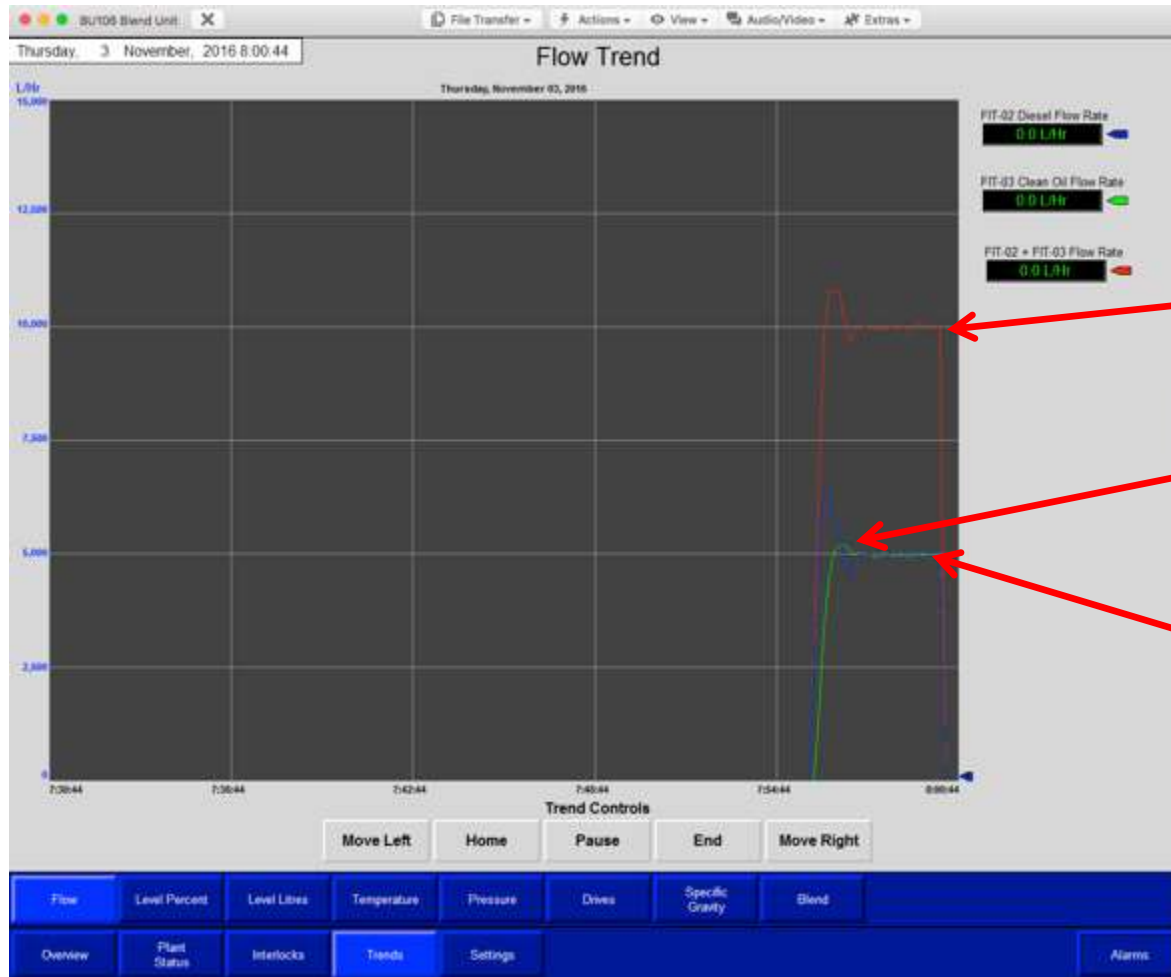 BU106 Blend Unit X File Transfer Actions View Audio/Video Extras
Thursday, 3 November, 2016 8:00:44
Flow Trend
L/Hr
Thursday, November 03, 2016
15,000
12,500
10,000
7,500
5,000
2,500
0
7:30:44 7:36:44 7:42:44 7:48:44 7:54:44 8:00:44
FIT-02 Diesel Flow Rate
0.0 L/Hr
FIT-03 Clean Oil Flow Rate
0.0 L/Hr
FIT-02 + FIT-03 Flow Rate
0.0 L/Hr
Trend Controls
Move Left Home Pause End Move Right
Flow Level Percent Level Litres Temperature Pressure Drives Specific Gravity Blend
Overview Plant Status Interlocks Trends Settings Alarms